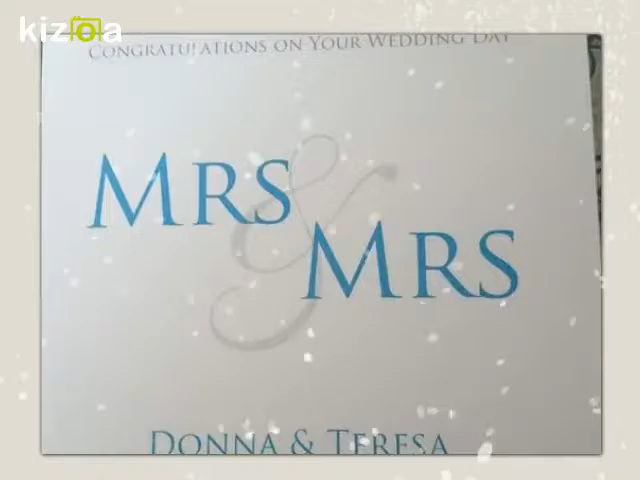 kizoa
CONGRATULATIONS ON YOUR WEDDING DAY
MRS
&
MRS
DONNA & TERESA